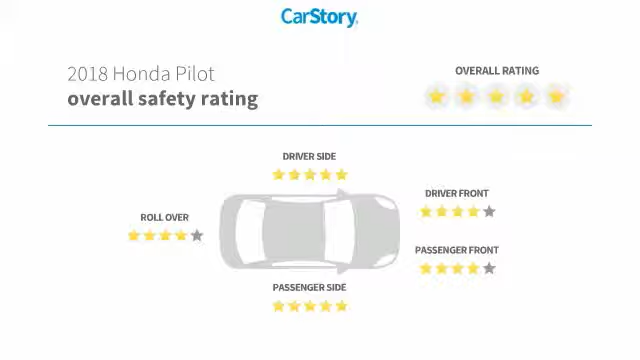 CarStory.
2018 Honda Pilot
overall safety rating
OVERALL RATING
DRIVER SIDE
DRIVER FRONT
ROLL OVER
PASSENGER FRONT
PASSENGER SIDE